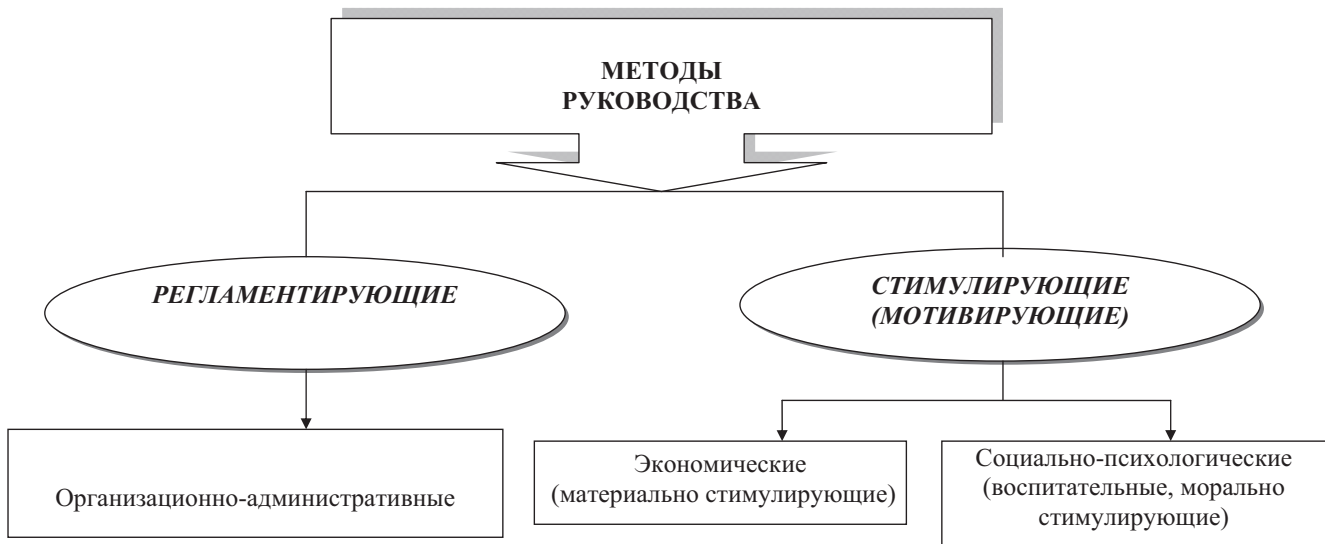 МЕТОДЫ
РУКОВОДСТВА
РЕГЛАМЕНТИРУЮЩИЕ
СТИМУЛИРУЮЩИЕ
(МОТИВИРУЮЩИЕ)
Организационно-административные
Экономические
(материально стимулирующие)
Социально-психологические
(воспитательные, морально
стимулирующие)